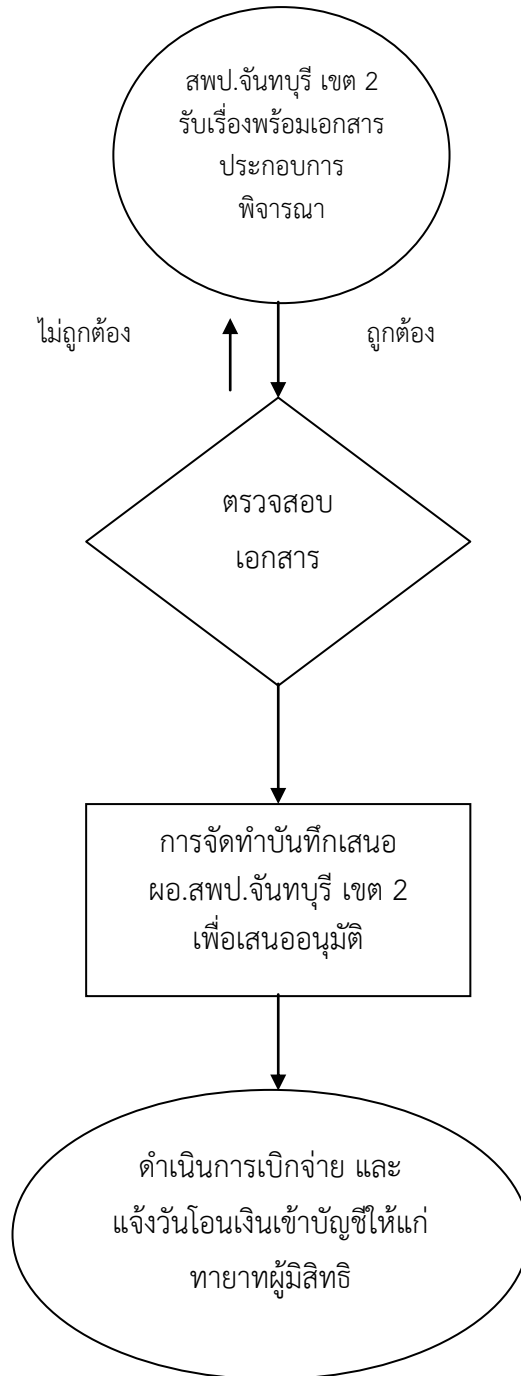 สพป.จันทบุรี เขต 2
รับเรื่องพร้อมเอกสาร
ประกอบการ
พิจารณา
ไม่ถูกต้อง
ถูกต้อง
ตรวจสอบ
เอกสาร
การจัดทำบันทึกเสนอ
ผอ.สพป.จันทบุรี เขต 2
เพื่อเสนออนุมัติ
ดำเนินการเบิกจ่าย และ
แจ้งวันโอนเงินเข้าบัญชีให้แก่
ทายาทผู้มิสิทธิ